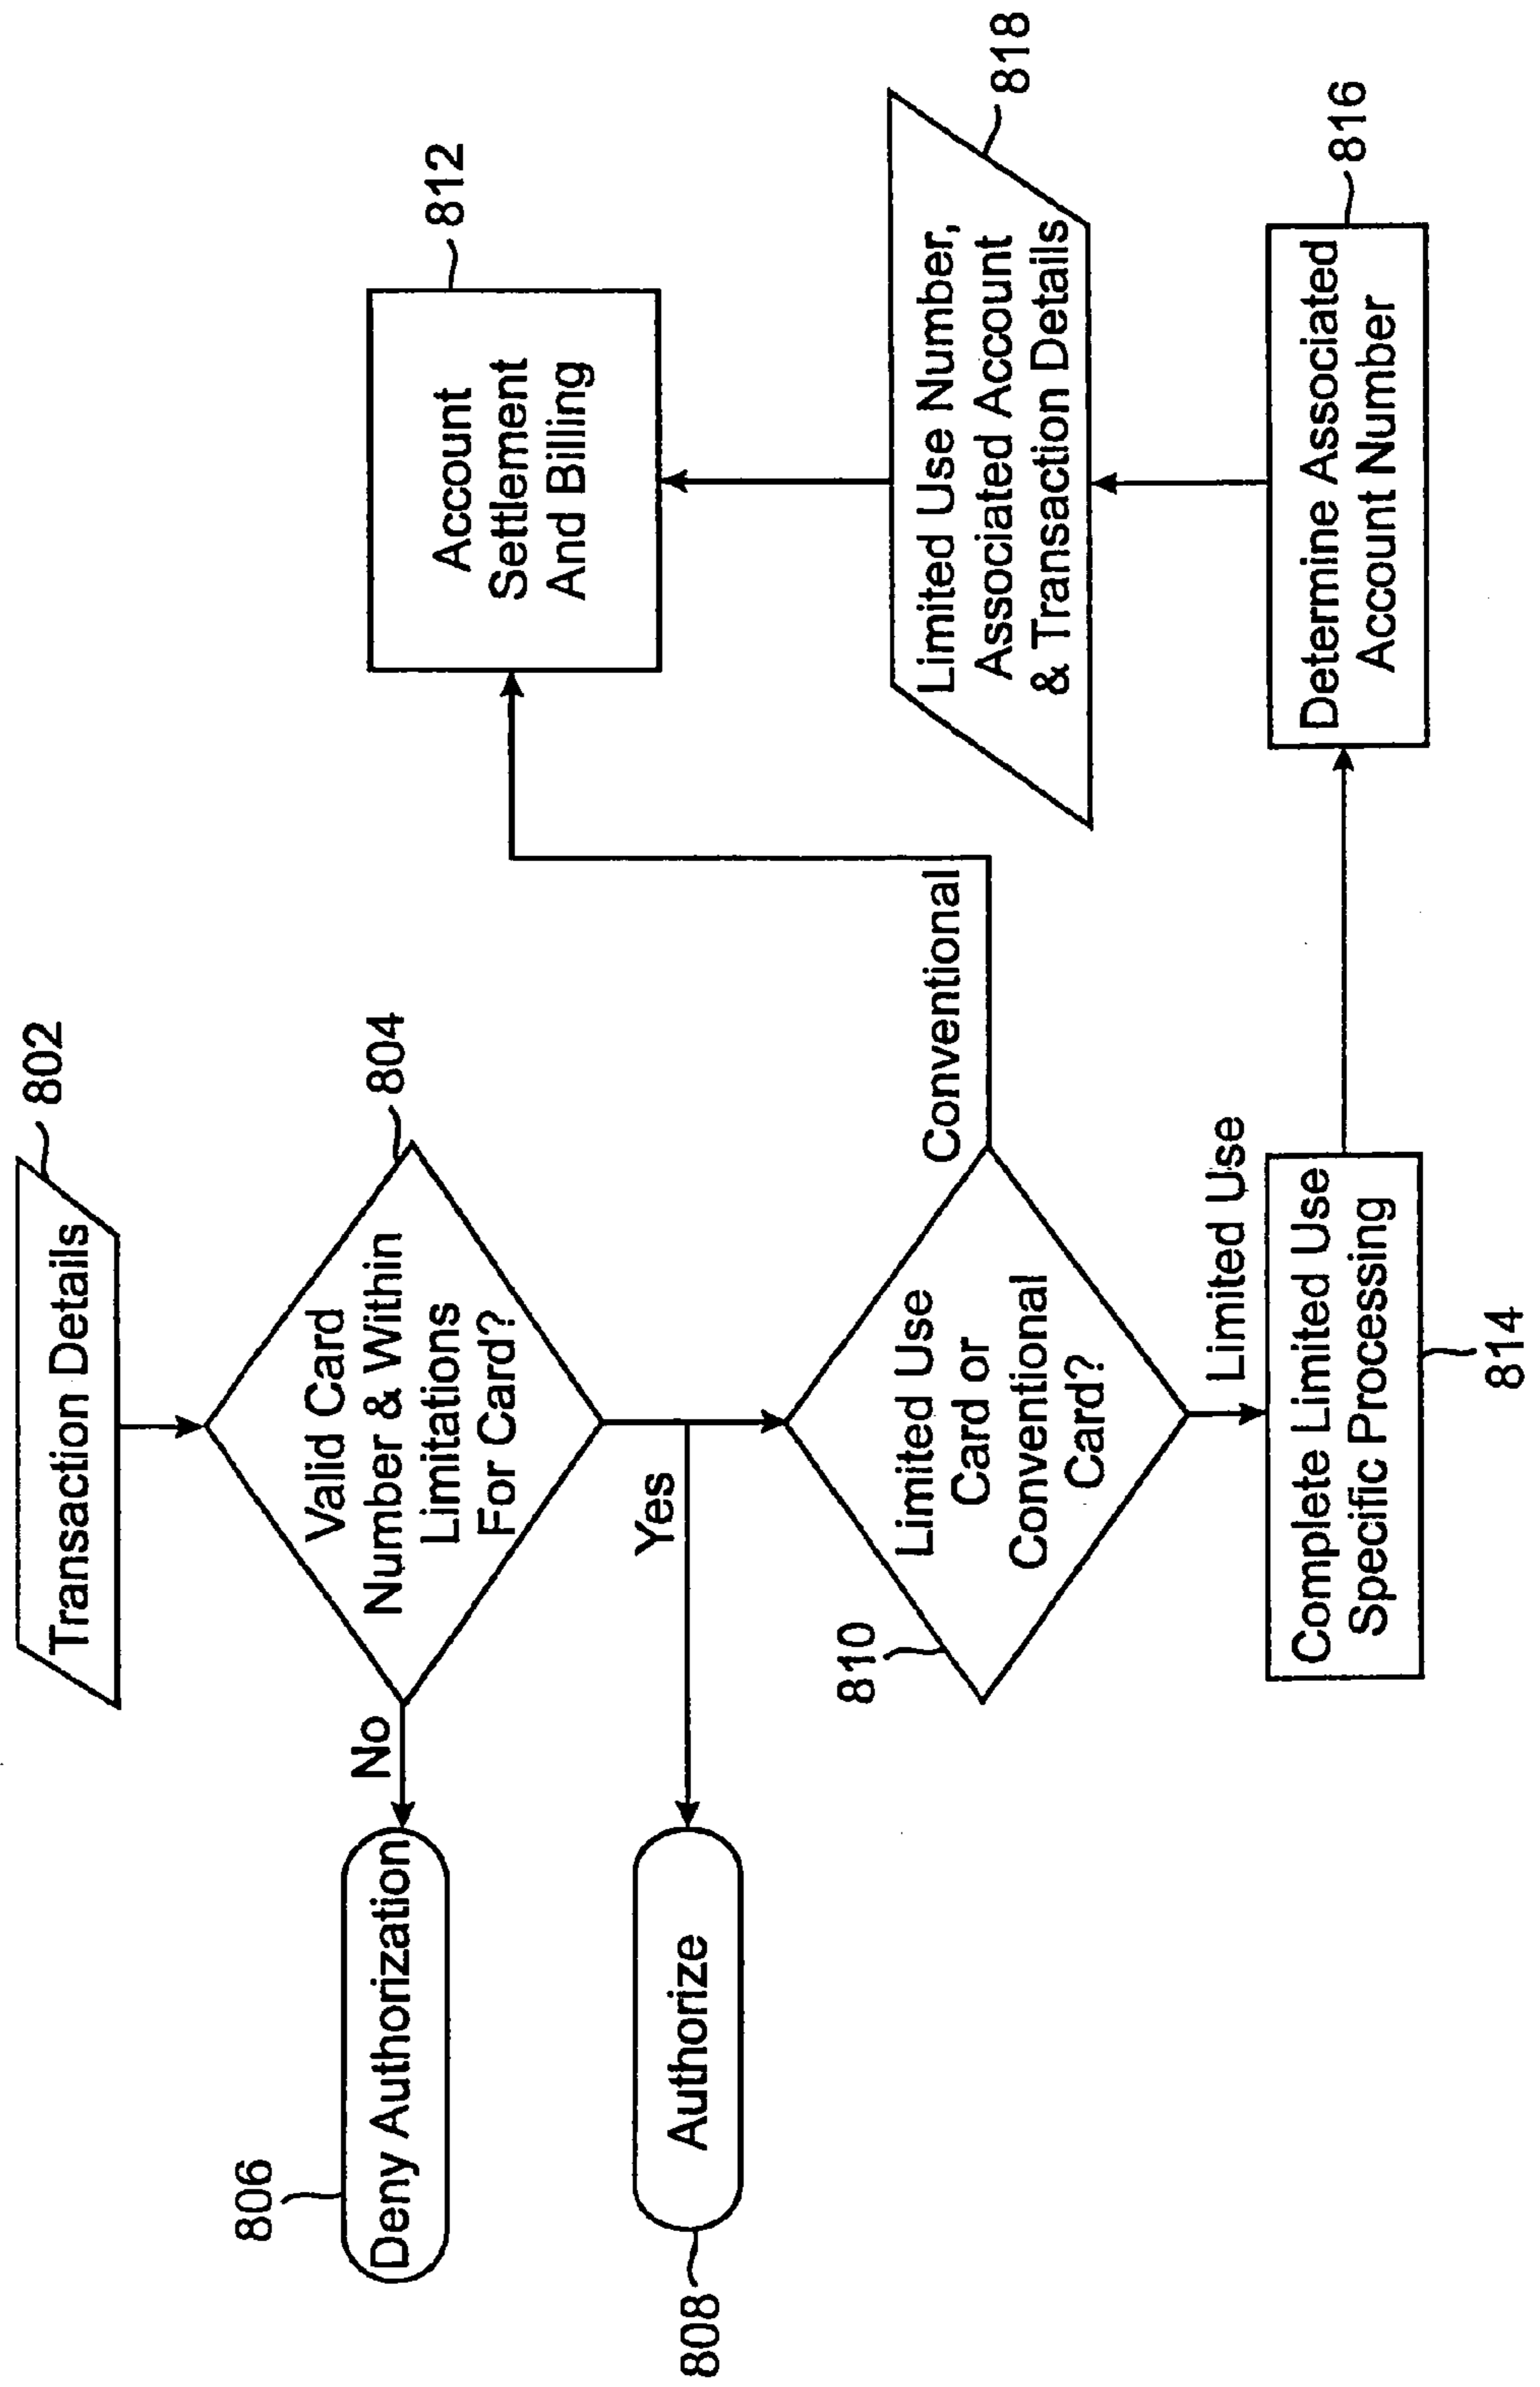 802
Transaction Details
804
Valid Card
Number & Within
Limitations
For Card?
No
806
Deny Authorization
Yes
Authorize
808
810
Limited Use
Card or
Conventional
Card?
Conventional
812
Account
Settlement
And Billing
Limited Use
Complete Limited Use
Specific Processing
814
Determine Associated
Account Number
816
Limited Use Number,
Associated Account
& Transaction Details
818